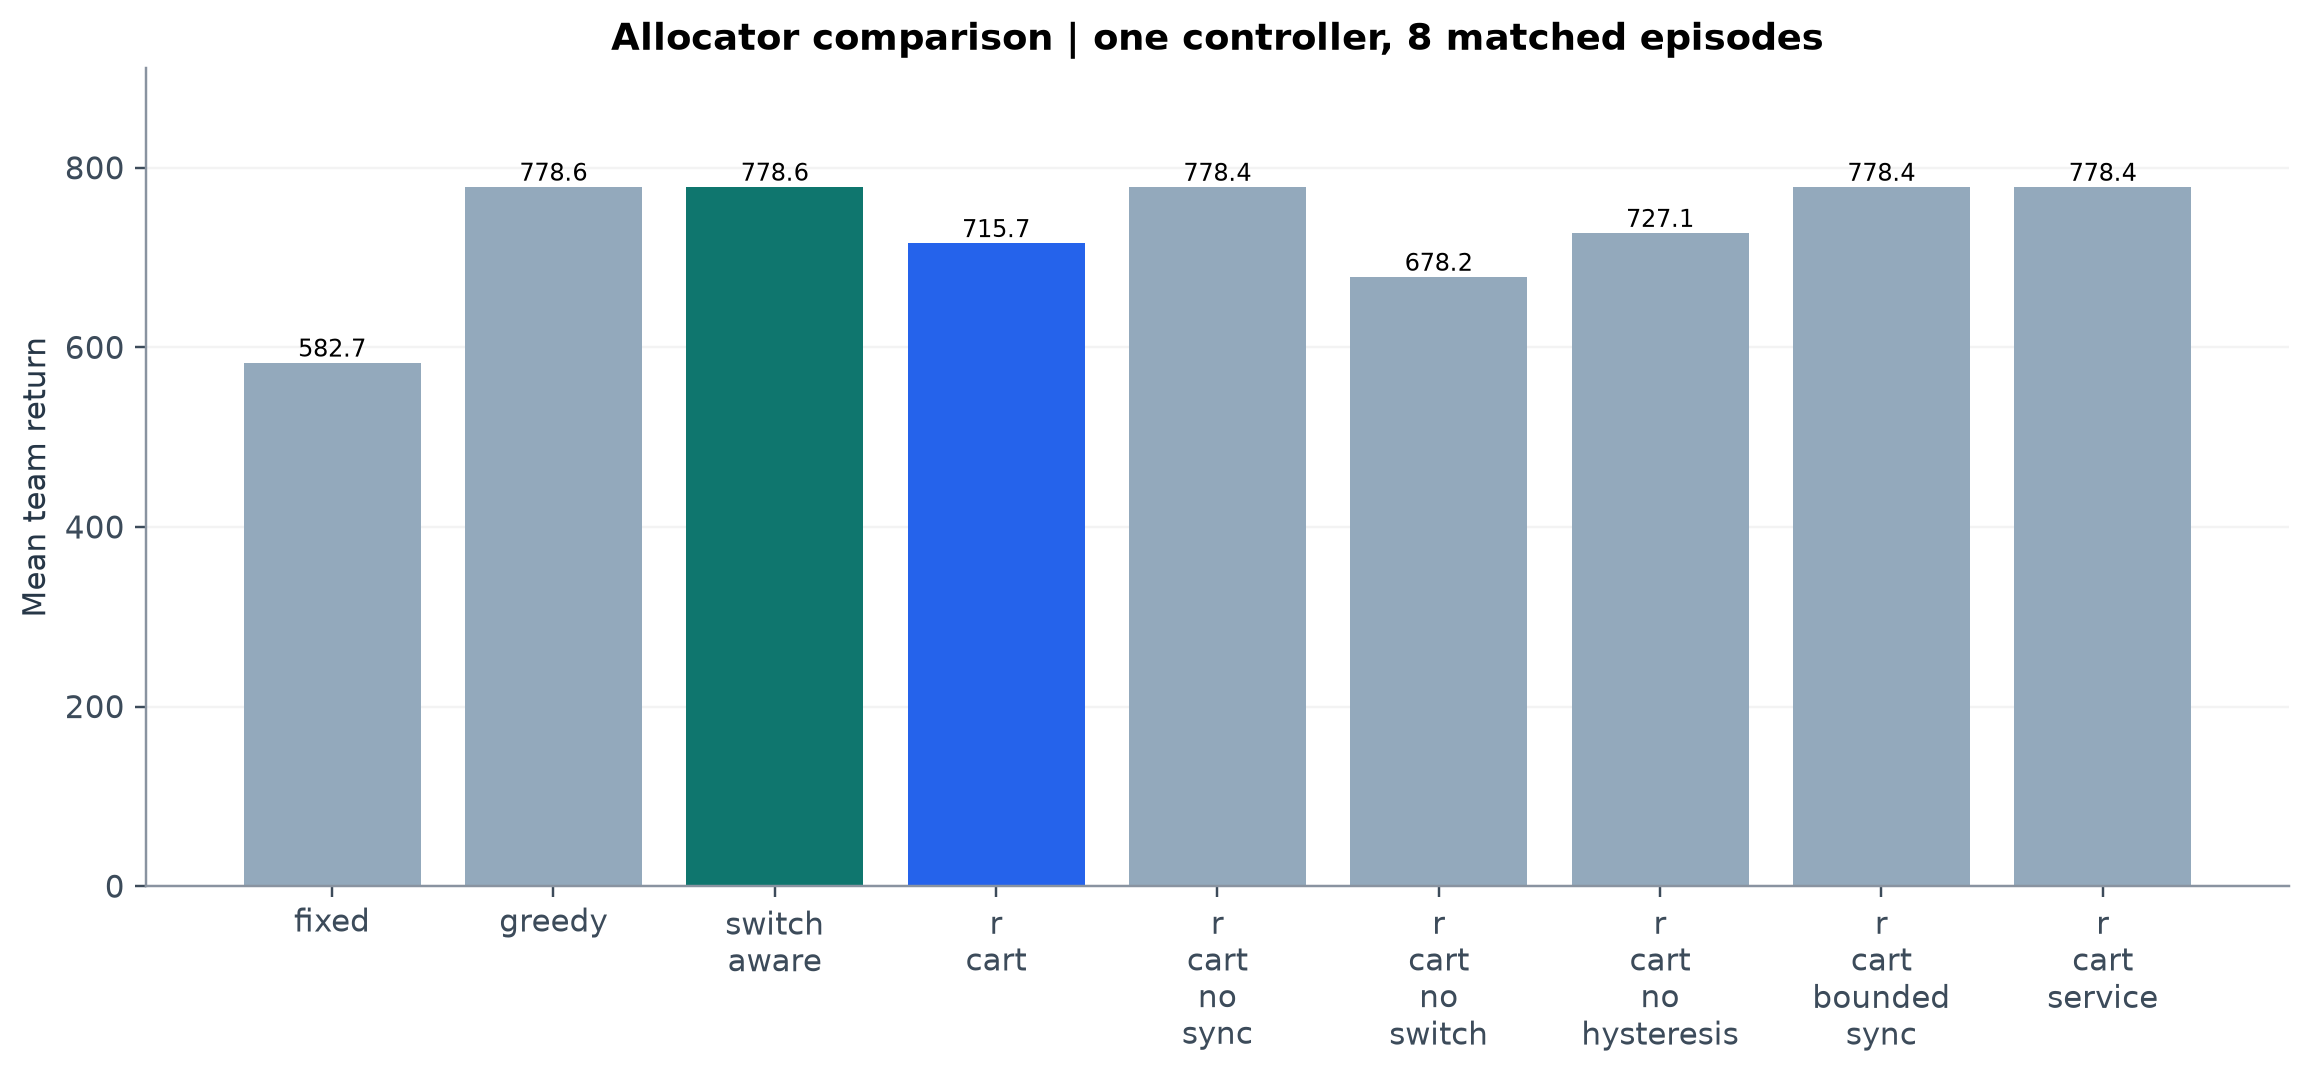 Allocator comparison | one controller, 8 matched episodes
Mean team return
800
600
400
200
0
582.7
778.6
778.6
715.7
778.4
678.2
727.1
778.4
778.4
fixed
greedy
switch
aware
r
cart
r
cart
no
sync
r
cart
no
switch
r
cart
no
hysteresis
r
cart
bounded
sync
r
cart
service